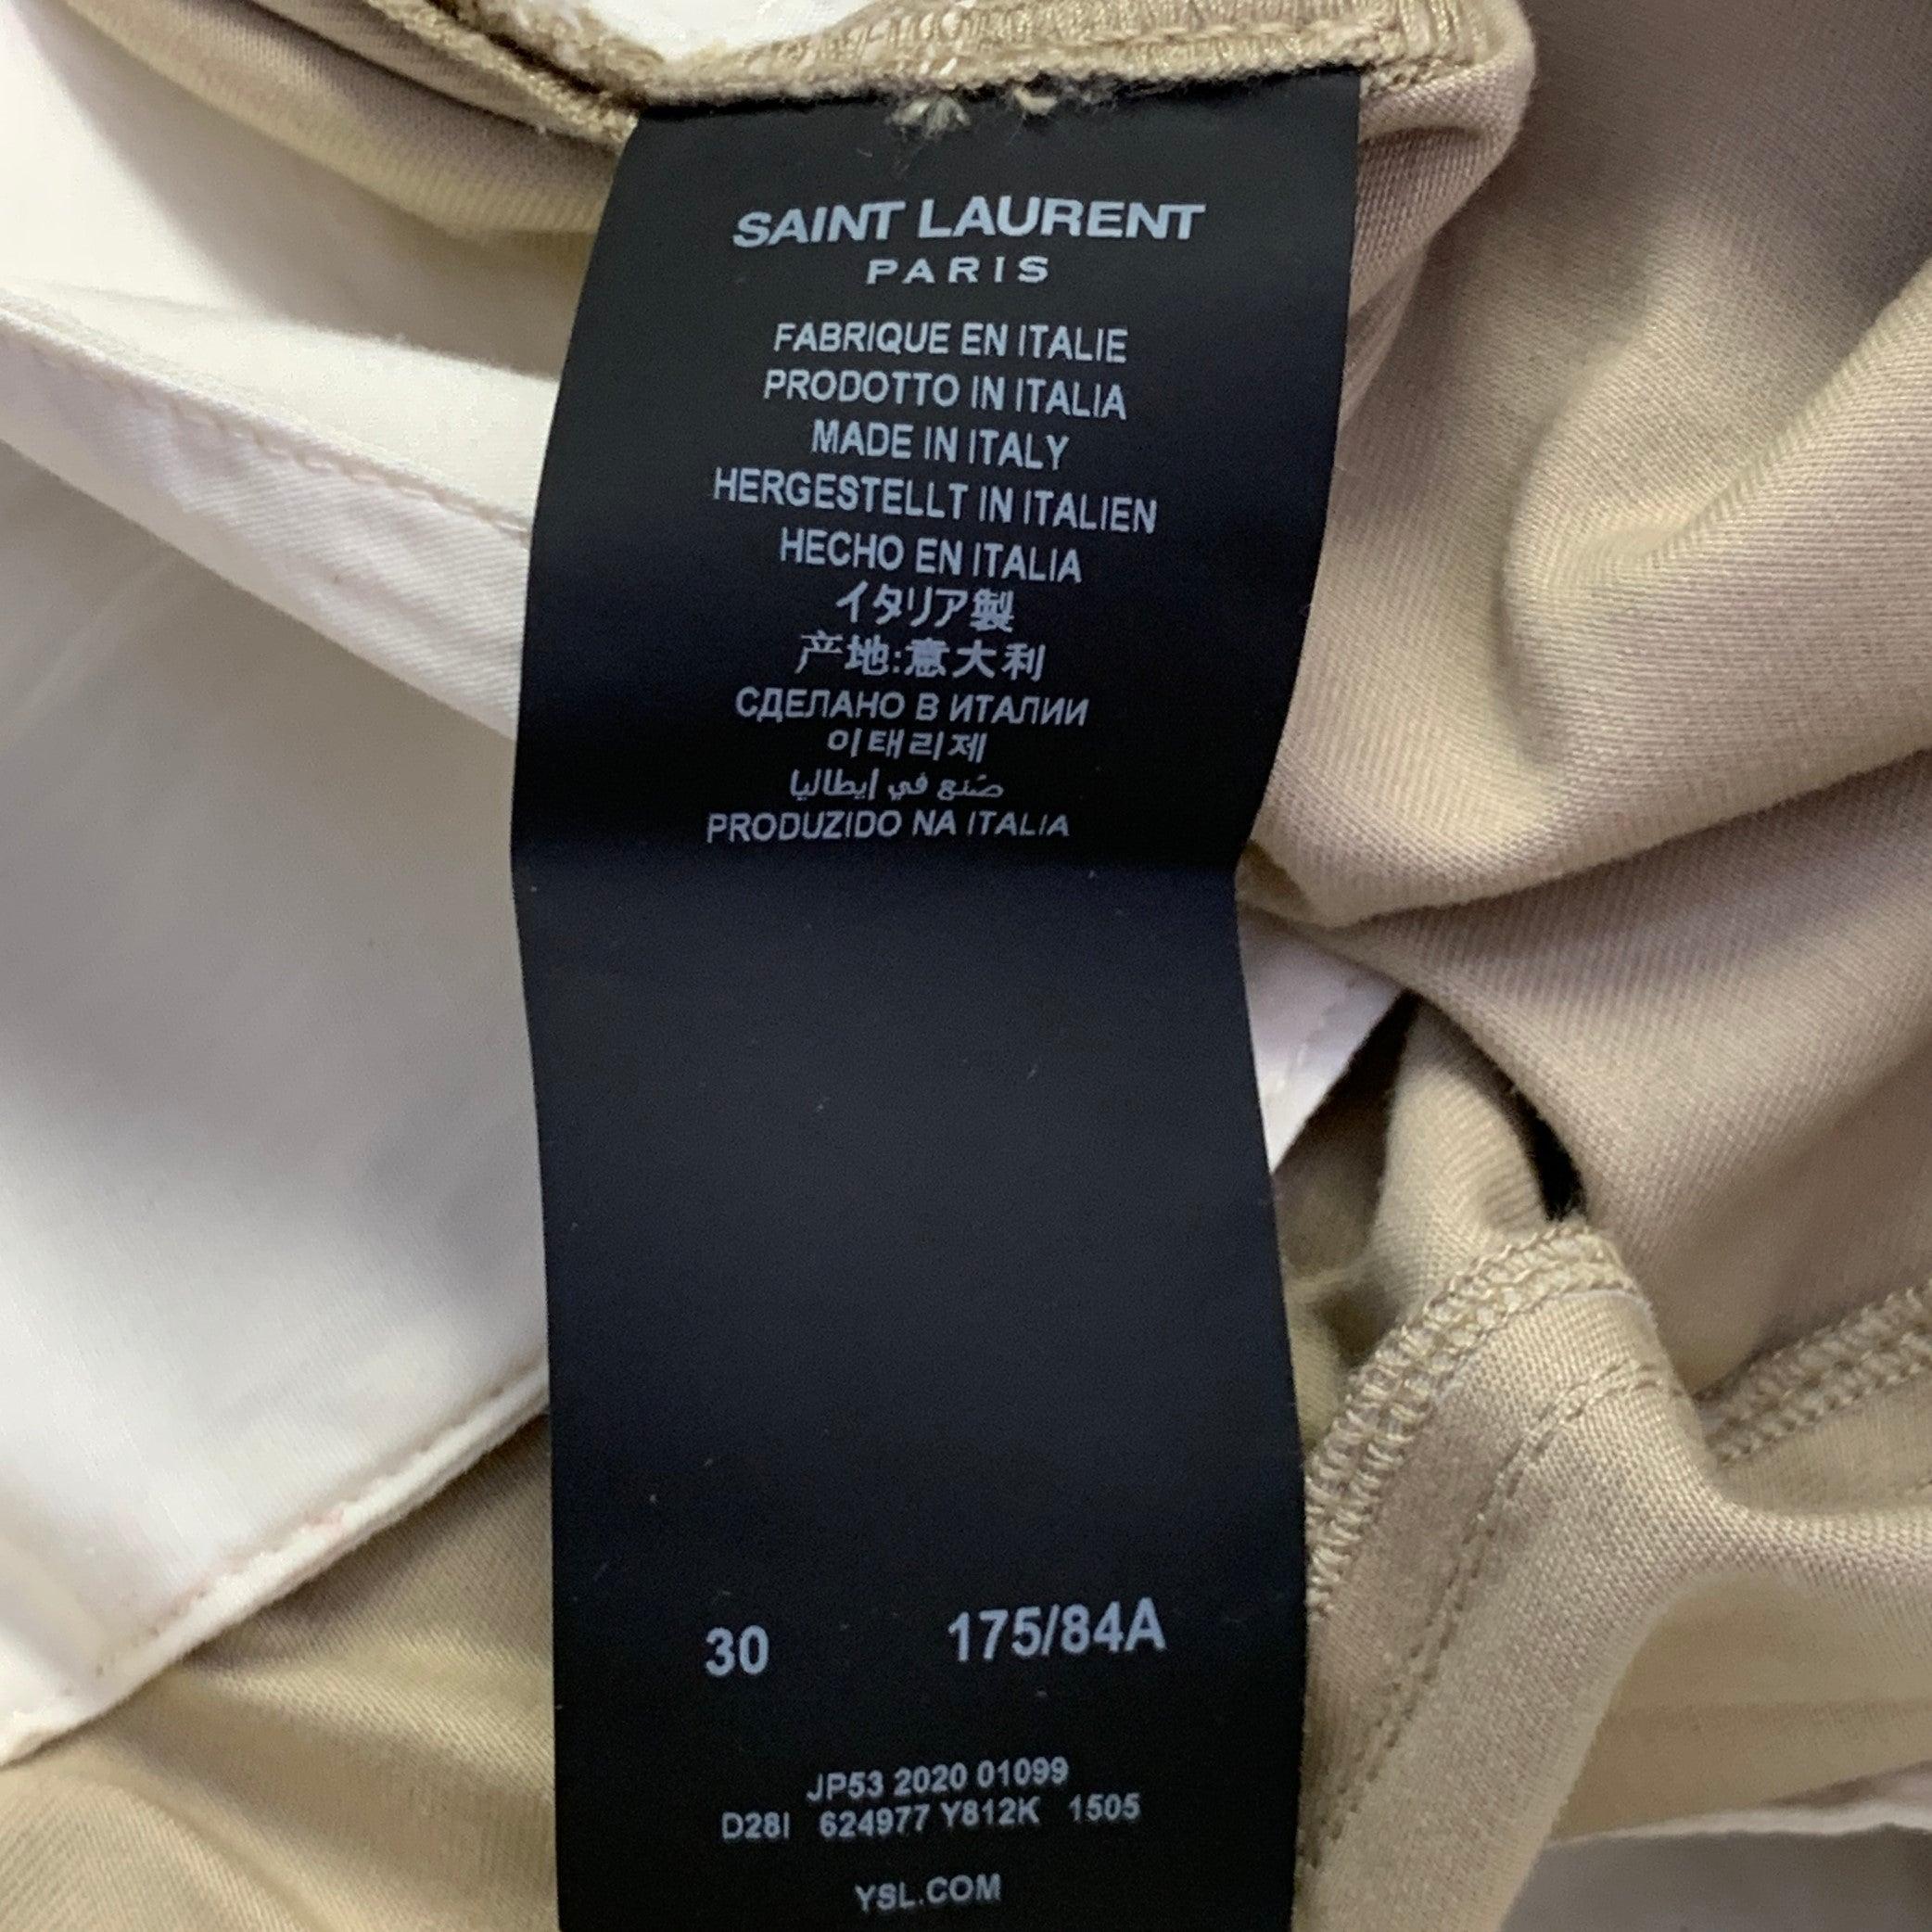 SAINT LAURENT
PARIS
FABRIQUE EN ITALIE
PRODOTTO IN ITALIA
MADE IN ITALY
HERGESTELLT IN ITALIEN
HECHO EN ITALIA
イタリア製
产地:意大利
СДЕЛАНО В ИТАЛИИ
이태리제
صنع في إيطاليا
PRODUZIDO NA ITALIA
30 175/84A
JP53 2020 01099
D28I 624977 Y812K 1505
YSL.COM